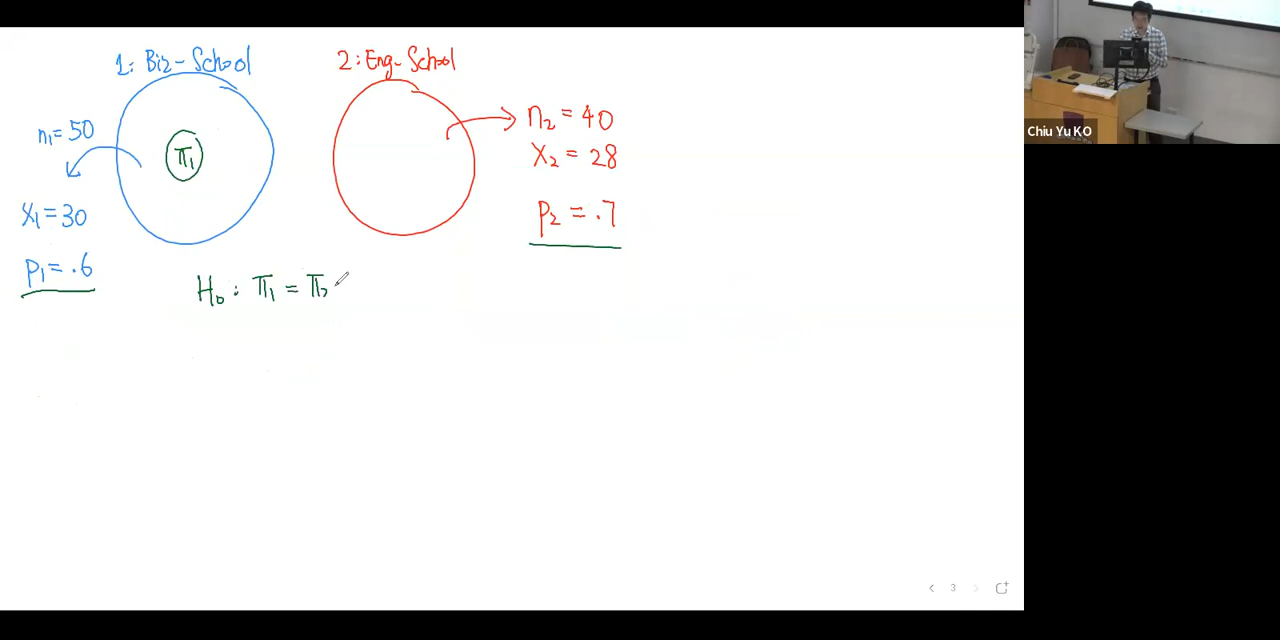 1: Biz-School
n₁ = 50
π₁
x₁ = 30
p₁ = .6
2: Eng-School
n₂ = 40
x₂ = 28
p₂ = .7
H₀ : π₁ = π₂
Chiu Yu KO
3